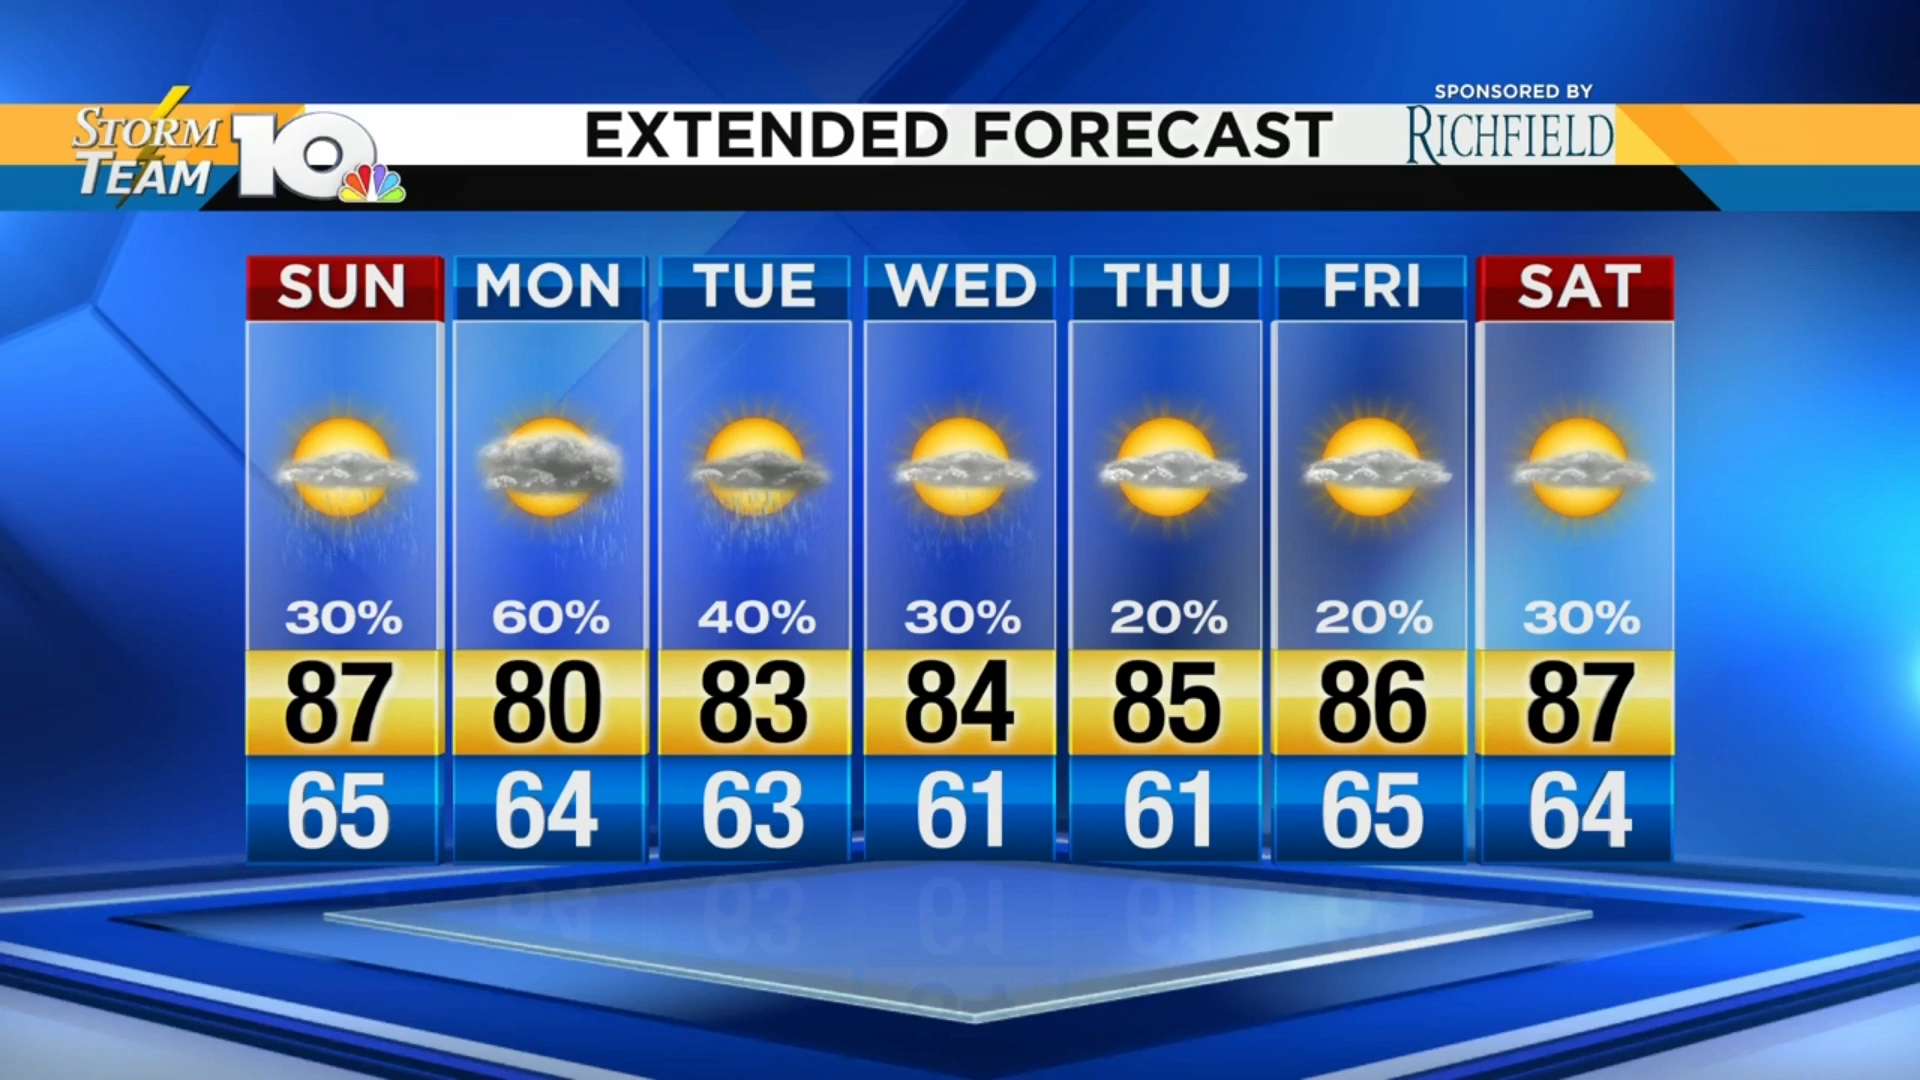 SPONSORED BY
STORM
TEAM 10
EXTENDED FORECAST
RICHFIELD
SUN MON TUE WED THU FRI SAT
30% 60% 40% 30% 20% 20% 30%
87 80 83 84 85 86 87
65 64 63 61 61 65 64